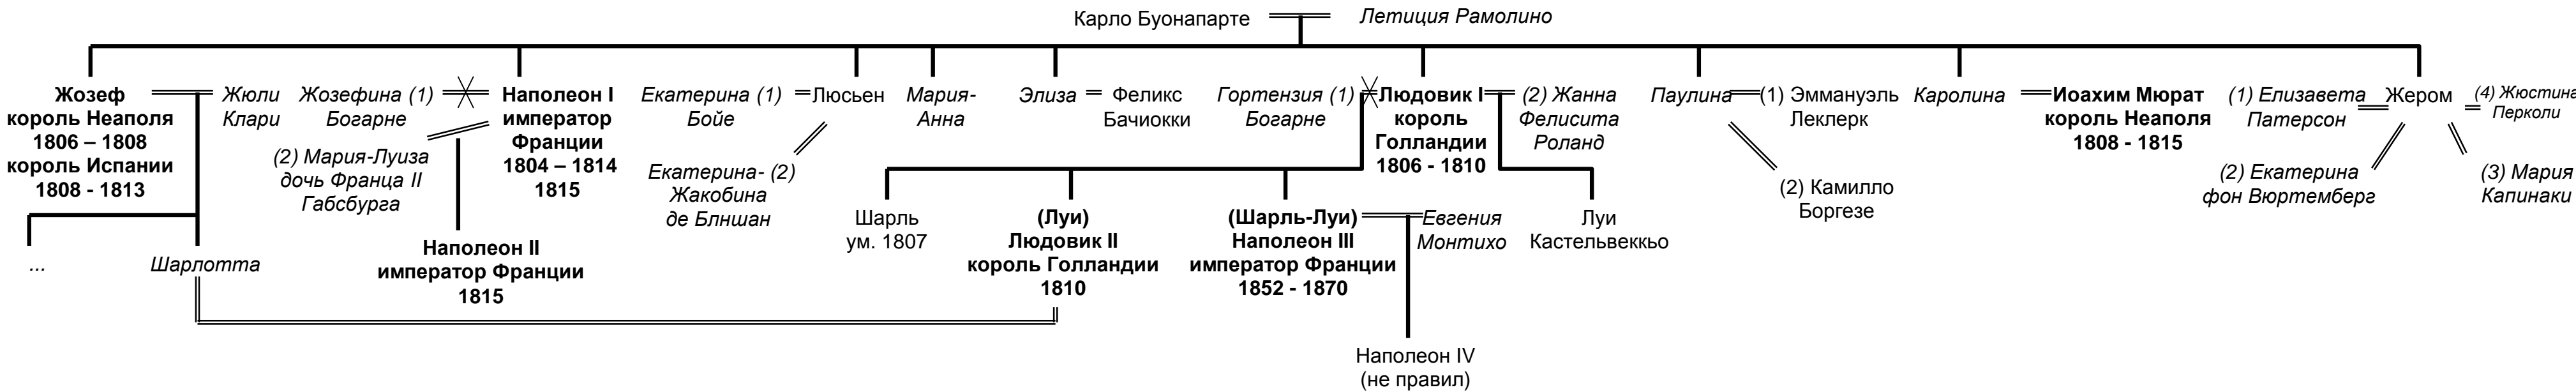 Карло Буонапарте
Летиция Рамолино
Жозеф
король Неаполя
1806 – 1808
король Испании
1808 - 1813
Жюли
Клари
Жозефина (1)
Богарне
(2) Мария-Луиза
дочь Франца II
Габсбурга
Наполеон I
император
Франции
1804 – 1814
1815
Екатерина (1)
Бойе
Екатерина- (2)
Жакобина
де Блншан
Люсьен
Мария-
Анна
Элиза
Феликс
Бачиокки
Гортензия (1)
Богарне
Людовик I
король
Голландии
1806 - 1810
(2) Жанна
Фелисита
Роланд
Паулина
(1) Эммануэль
Леклерк
(2) Камилло
Боргезе
Каролина
Иоахим Мюрат
король Неаполя
1808 - 1815
(1) Елизавета
Патерсон
Жером
(4) Жюстина
Перколи
(2) Екатерина
фон Вюртемберг
(3) Мария
Капинаки
...
Шарлотта
Наполеон II
император Франции
1815
Шарль
ум. 1807
(Луи)
Людовик II
король Голландии
1810
(Шарль-Луи)
Наполеон III
император Франции
1852 - 1870
Евгения
Монтихо
Луи
Кастельвеккьо
Наполеон IV
(не правил)